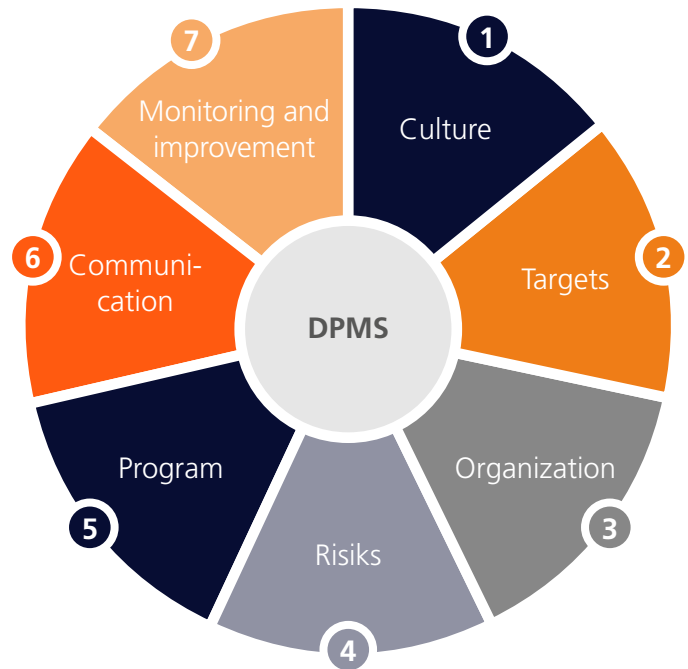 1
Culture
2
Targets
3
Organization
4
Risiks
5
Program
6
Communi-
cation
7
Monitoring and
improvement
DPMS